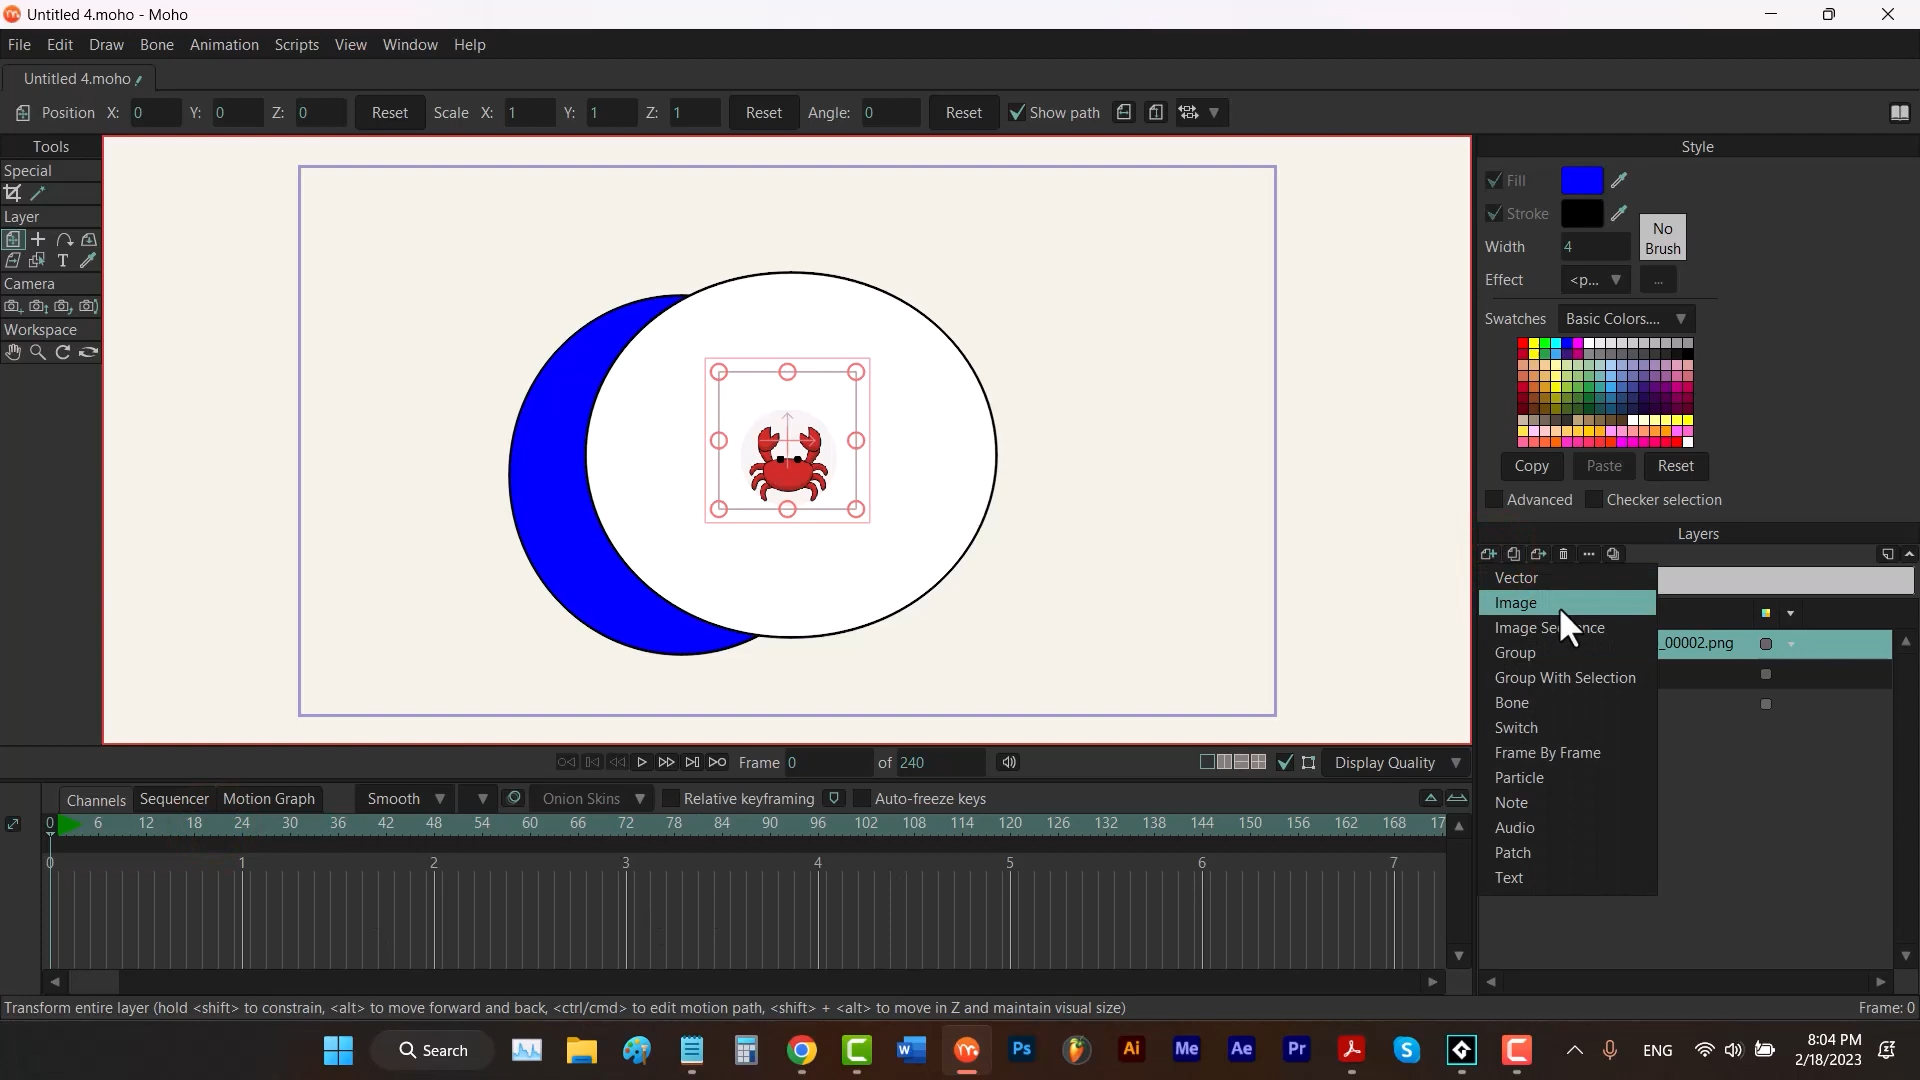 Untitled 4.moho - Moho
File Edit Draw Bone Animation Scripts View Window Help
Untitled 4.moho
Position X: 0 Y: 0 Z: 0 Reset Scale X: 1 Y: 1 Z: 1 Reset Angle: 0 Reset Show path
Tools
Special
Layer
T
Camera
Workspace
Style
Fill
Stroke
No Brush
Width 4
Effect <p... ...
Swatches Basic Colors....
Copy Paste Reset
Advanced Checker selection
Layers
Vector
Image
Image Sequence
Group
Group With Selection
Bone
Switch
Frame By Frame
Particle
Note
Audio
Patch
Text
_00002.png
Frame 0 of 240 Display Quality
Channels Sequencer Motion Graph Smooth Onion Skins Relative keyframing Auto-freeze keys
0 6 12 18 24 30 36 42 48 54 60 66 72 78 84 90 96 102 108 114 120 126 132 138 144 150 156 162 168 17
0 1 2 3 4 5 6 7
Transform entire layer (hold <shift> to constrain, <alt> to move forward and back, <ctrl/cmd> to edit motion path, <shift> + <alt> to move in Z and maintain visual size) Frame: 0
Search Ps Ai Me Ae Pr ENG
8:04 PM
2/18/2023